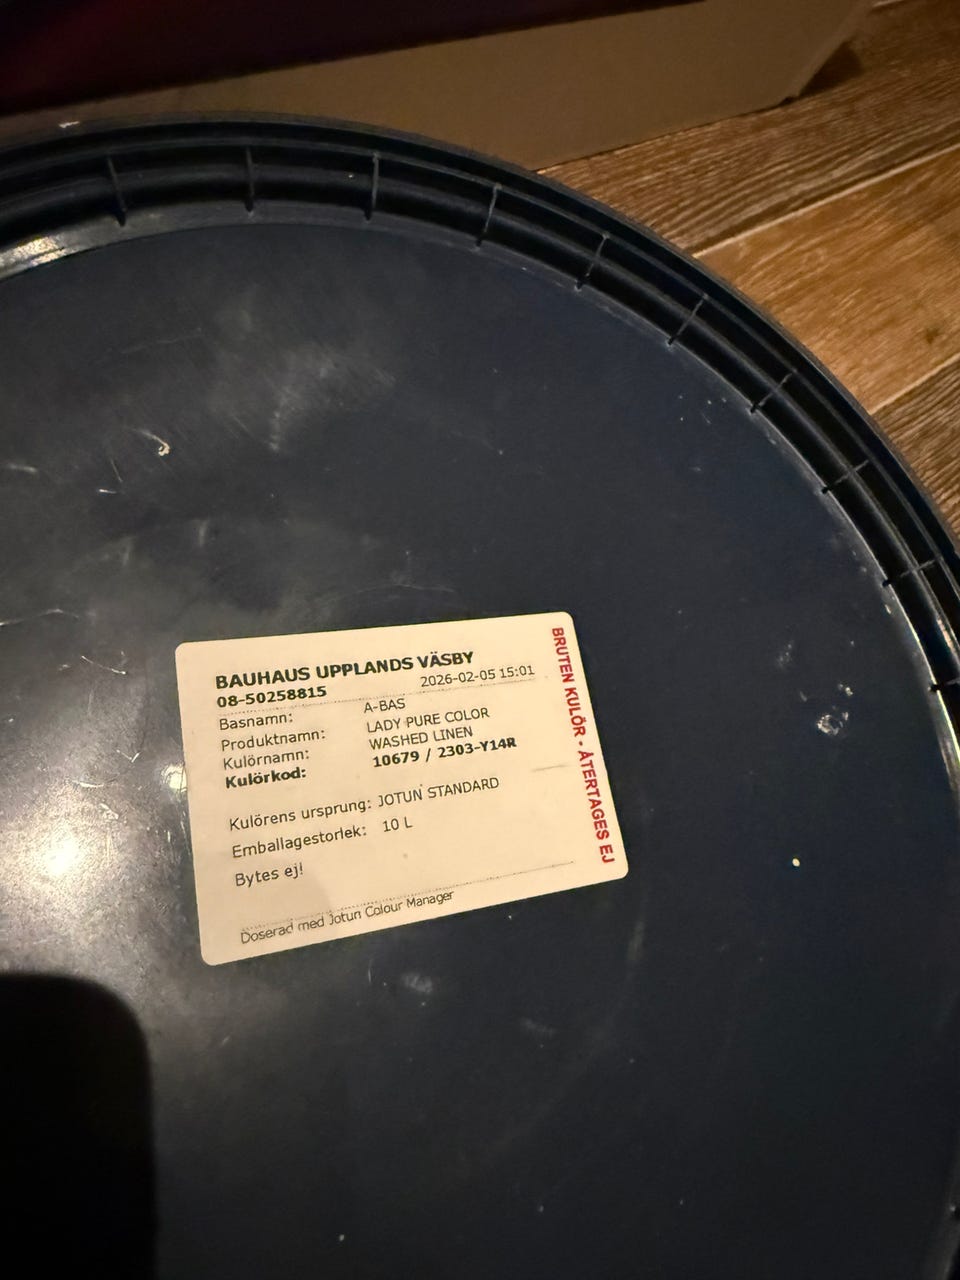 BAUHAUS UPPLANDS VÄSBY
08-50258815 2026-02-05 15:01
Basnamn: A-BAS
Produktnamn: LADY PURE COLOR
Kulörnamn: WASHED LINEN
Kulörkod: 10679 / 2303-Y14R
Kulörens ursprung: JOTUN STANDARD
Emballagestorlek: 10 L
Bytes ej!
Doserad med Jotun Colour Manager
BRUTEN KULÖR - ÅTERTAGES EJ